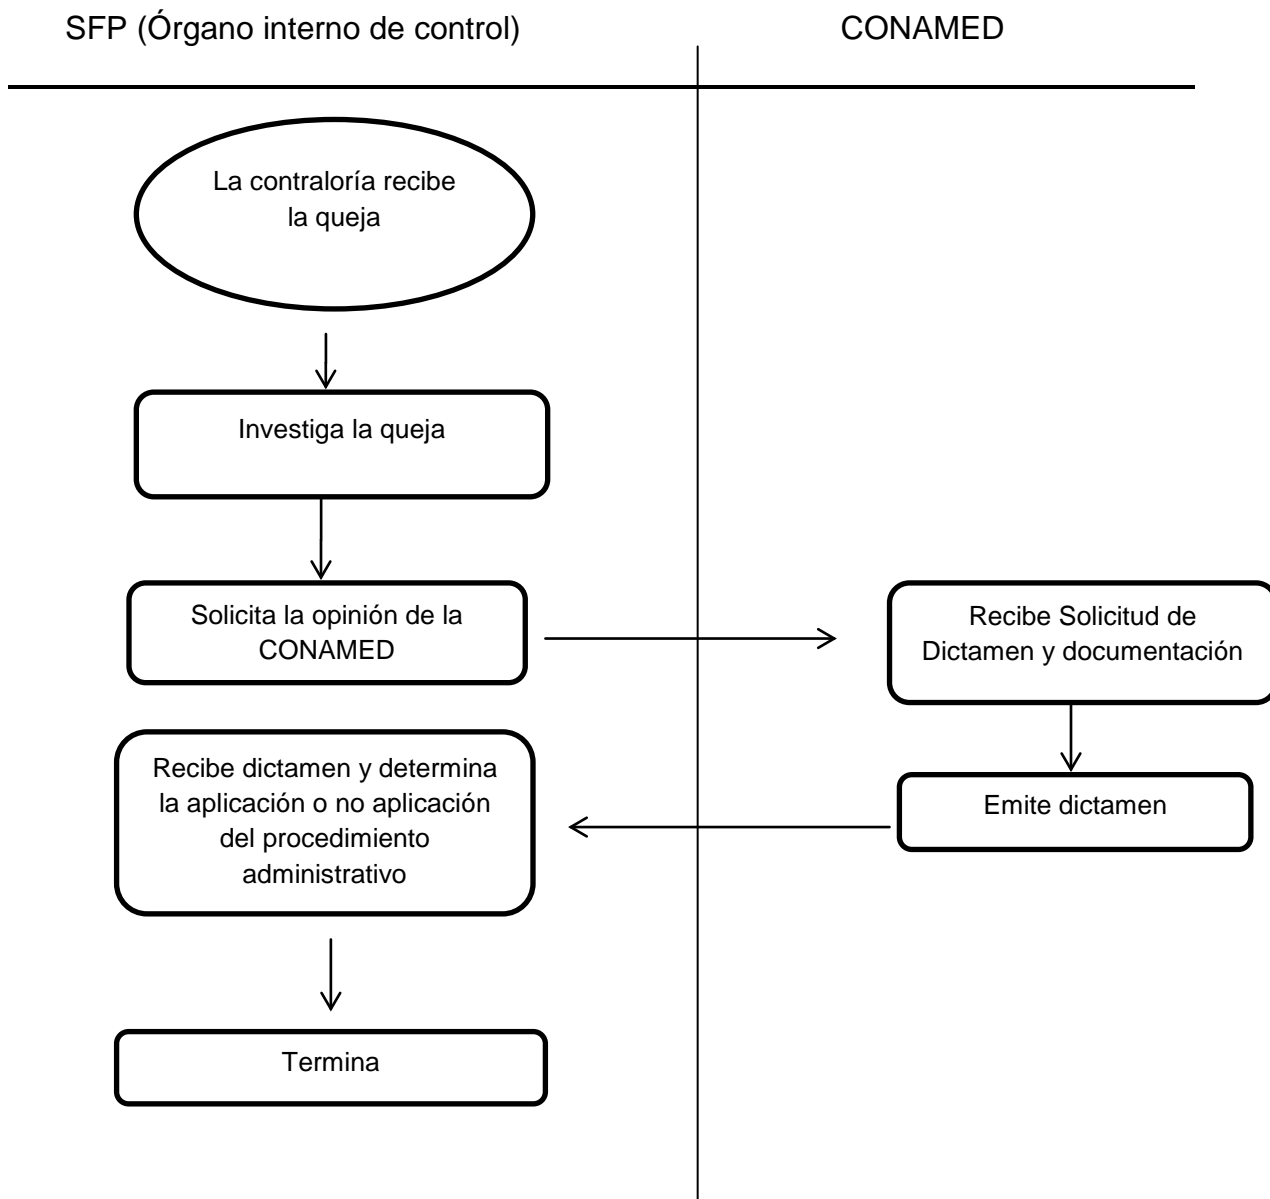 SFP (Órgano interno de control)
CONAMED
La contraloría recibe
la queja
Investiga la queja
Solicita la opinión de la
CONAMED
Recibe Solicitud de
Dictamen y documentación
Emite dictamen
Recibe dictamen y determina
la aplicación o no aplicación
del procedimiento
administrativo
Termina